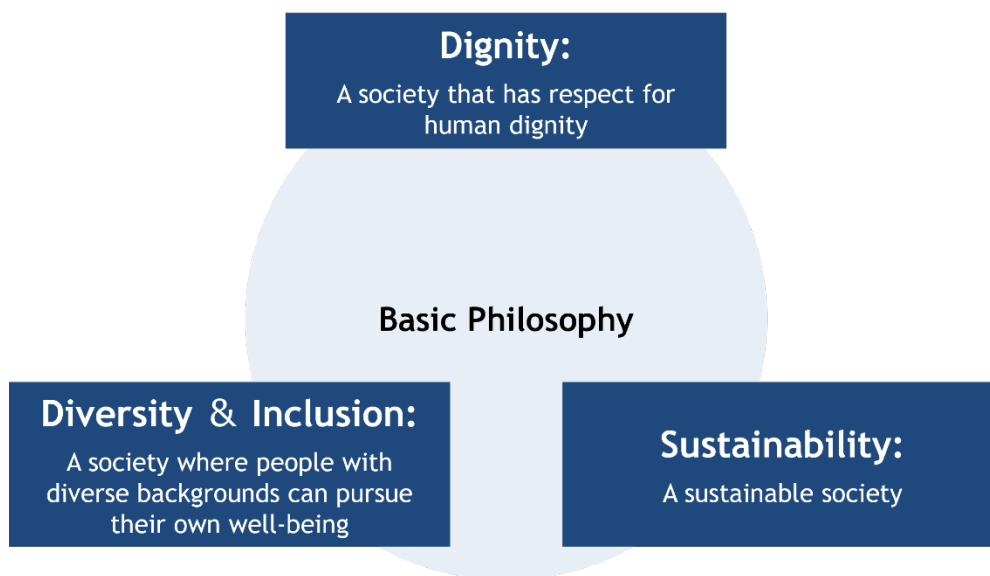 Dignity:
A society that has respect for
human dignity
Basic Philosophy
Diversity & Inclusion:
A society where people with
diverse backgrounds can pursue
their own well-being
Sustainability:
A sustainable society